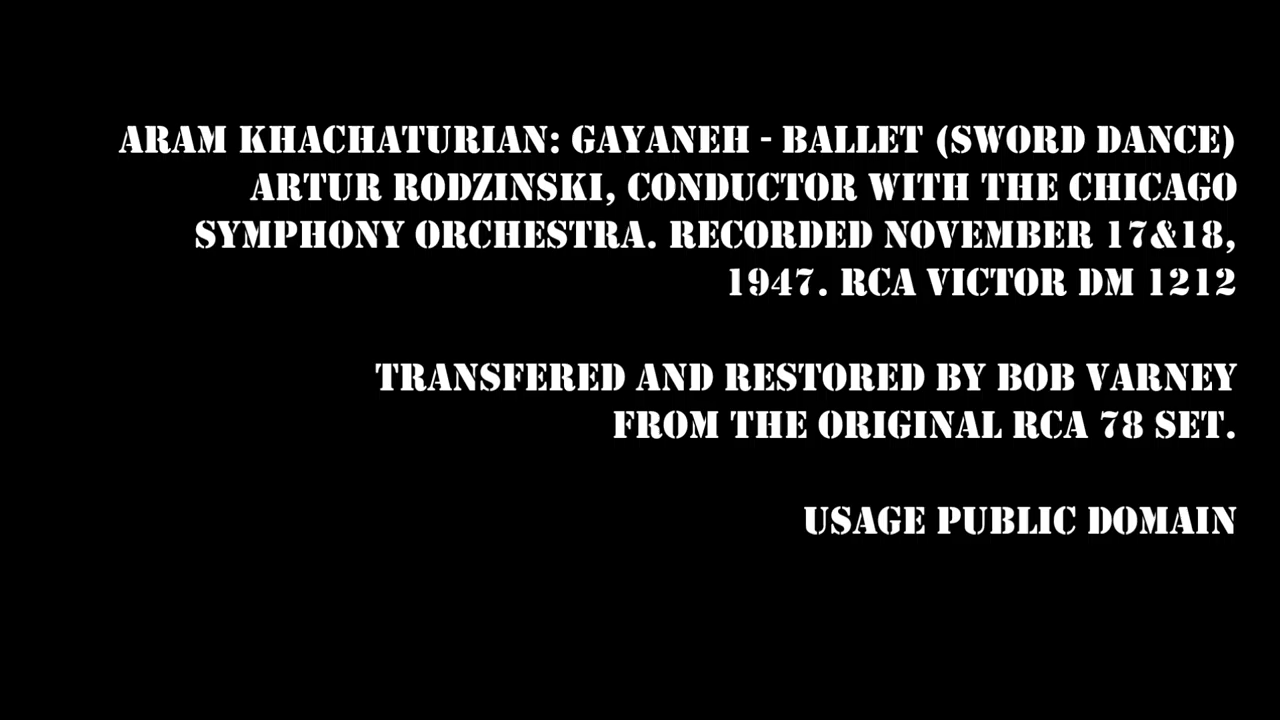 ARAM KHACHATURIAN: GAYANEH - BALLET (SWORD DANCE)
ARTUR RODZINSKI, CONDUCTOR WITH THE CHICAGO
SYMPHONY ORCHESTRA. RECORDED NOVEMBER 17&18,
1947. RCA VICTOR DM 1212
TRANSFERED AND RESTORED BY BOB VARNEY
FROM THE ORIGINAL RCA 78 SET.
USAGE PUBLIC DOMAIN